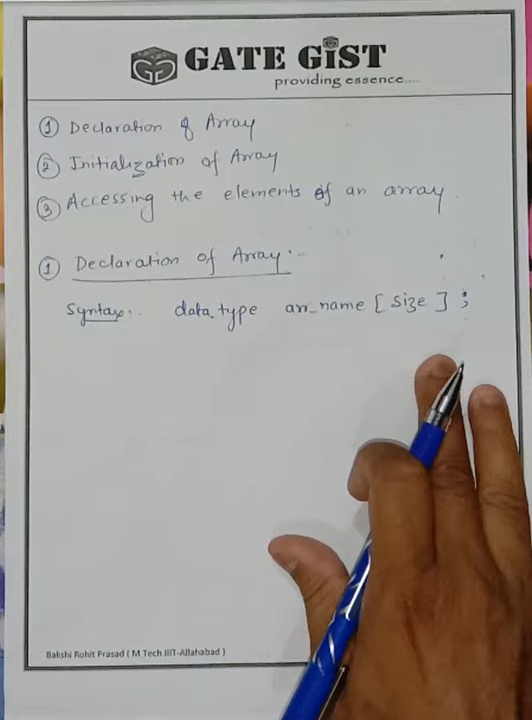 GATE GIST
providing essence....
① Declaration of Array
② Initialization of Array
③ Accessing the elements of an array.
① Declaration of Array:-
Syntax:. data_type arr_name [size];
Bakshi Rohit Prasad ( M Tech IIIT-Allahabad )